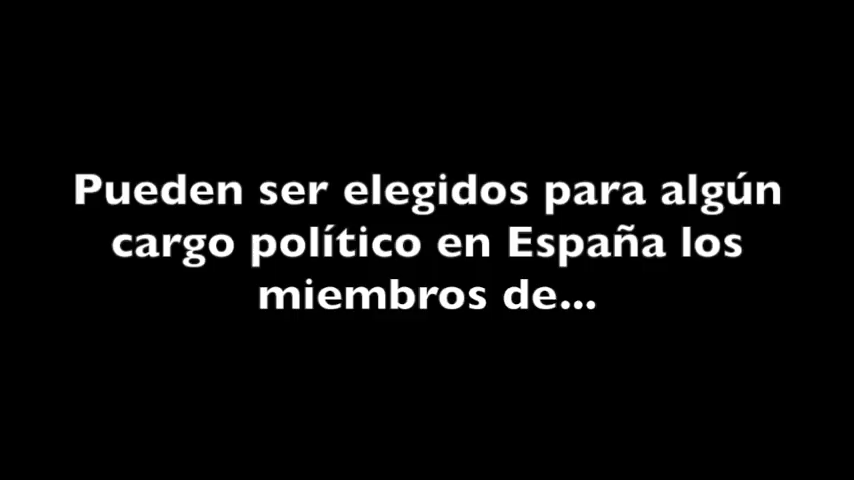 Pueden ser elegidos para algún
cargo político en España los
miembros de...